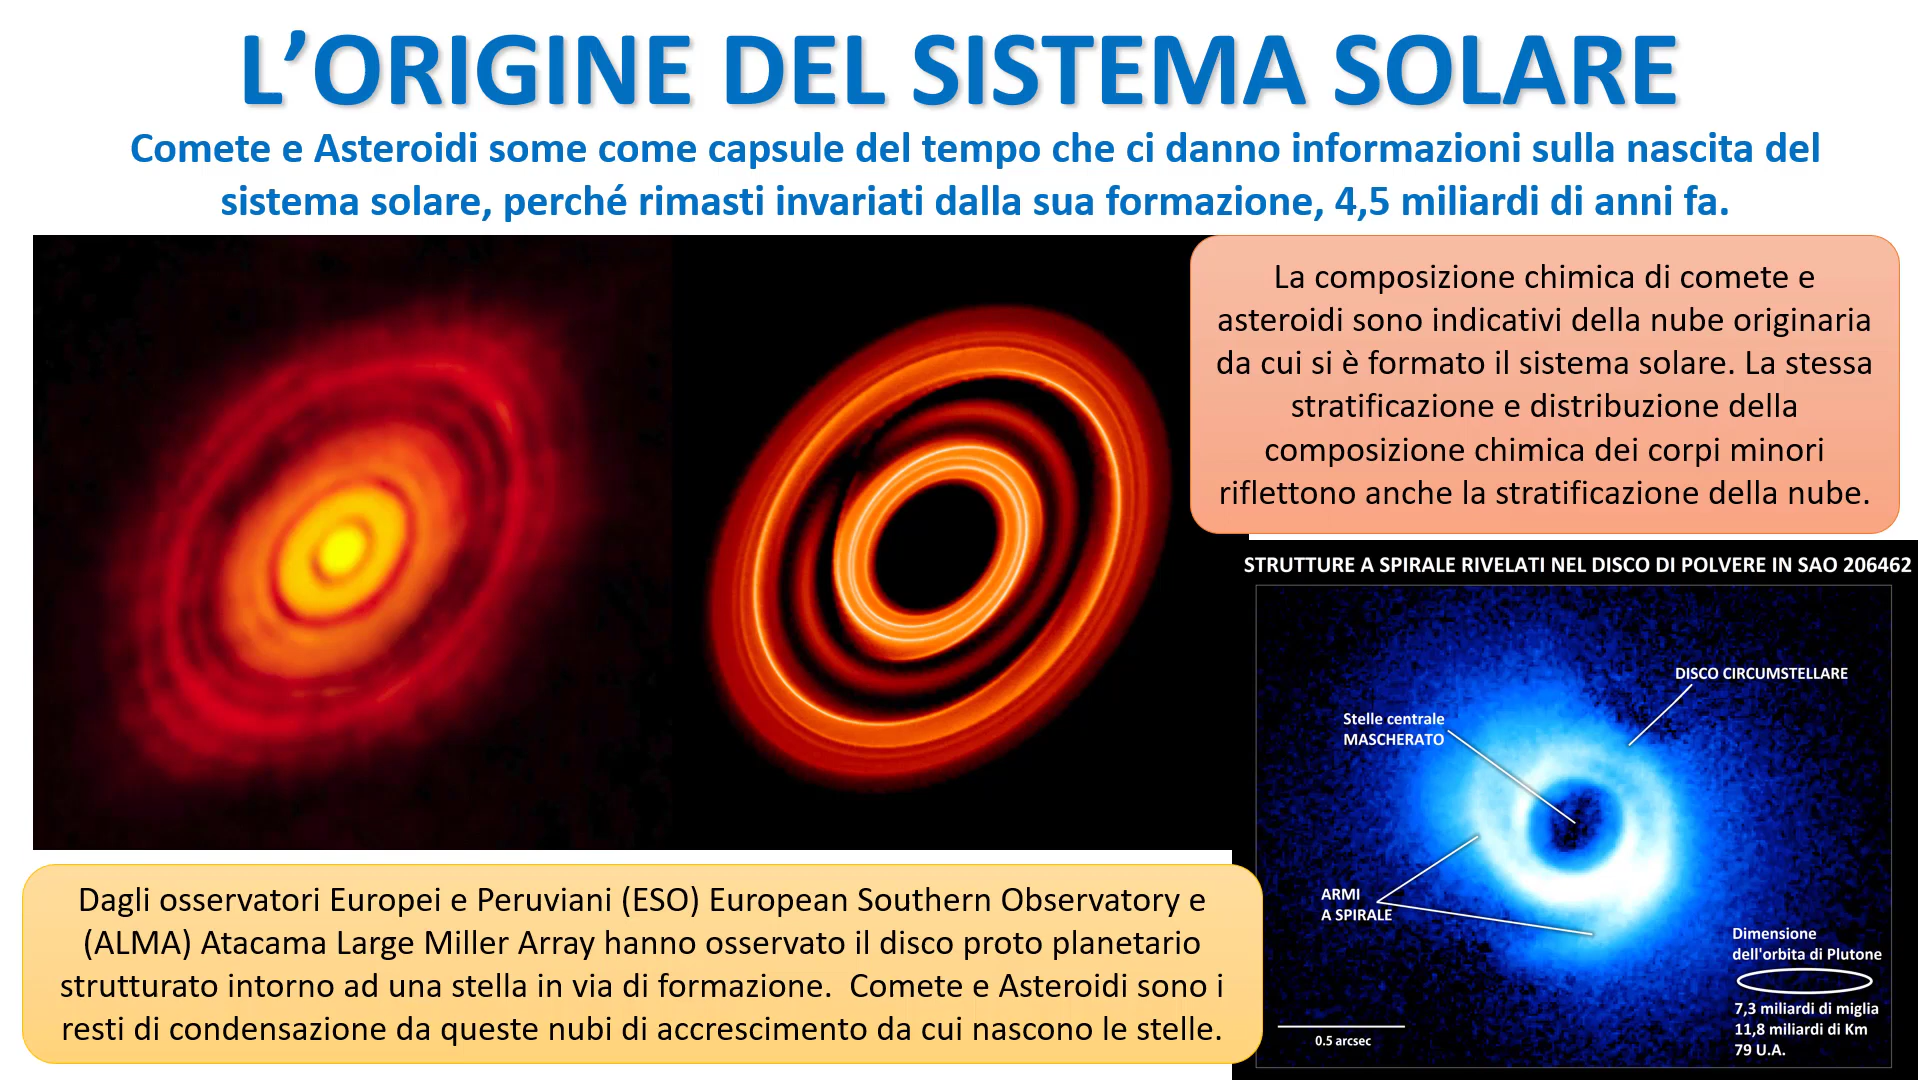 L’ORIGINE DEL SISTEMA SOLARE
Comete e Asteroidi some come capsule del tempo che ci danno informazioni sulla nascita del
sistema solare, perché rimasti invariati dalla sua formazione, 4,5 miliardi di anni fa.
La composizione chimica di comete e
asteroidi sono indicativi della nube originaria
da cui si è formato il sistema solare. La stessa
stratificazione e distribuzione della
composizione chimica dei corpi minori
riflettono anche la stratificazione della nube.
STRUTTURE A SPIRALE RIVELATI NEL DISCO DI POLVERE IN SAO 206462
DISCO CIRCUMSTELLARE
Stelle centrale
MASCHERATO
ARMI
A SPIRALE
Dimensione
dell'orbita di Plutone
7,3 miliardi di miglia
11,8 miliardi di Km
79 U.A.
0.5 arcsec
Dagli osservatori Europei e Peruviani (ESO) European Southern Observatory e
(ALMA) Atacama Large Miller Array hanno osservato il disco proto planetario
strutturato intorno ad una stella in via di formazione.  Comete e Asteroidi sono i
resti di condensazione da queste nubi di accrescimento da cui nascono le stelle.